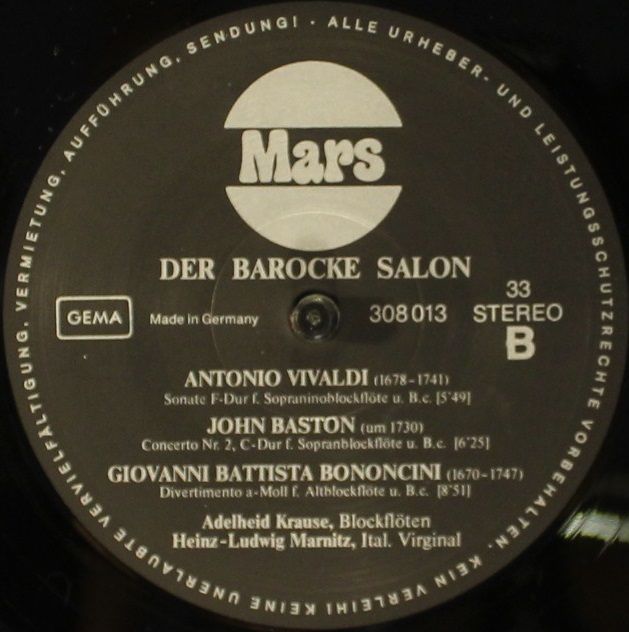 ALLE URHEBER- UND LEISTUNGSSCHUTZRECHTE VORBEHALTEN. KEIN VERLEIH! KEINE UNERLAUBTE VERVIELFÄLTIGUNG, VERMIETUNG, AUFFÜHRUNG, SENDUNG! ·
Mars
DER BAROCKE SALON
GEMA
Made in Germany
308 013
33
STEREO
B
ANTONIO VIVALDI (1678-1741)
Sonate F-Dur f. Sopraninoblockflöte u. B.c. [5'49]
JOHN BASTON (um 1730)
Concerto Nr. 2, C-Dur f. Sopranblockflöte u. B.c. [6'25]
GIOVANNI BATTISTA BONONCINI (1670-1747)
Divertimento a-Moll f. Altblockflöte u. B.c. [8'51]
Adelheid Krause, Blockflöten
Heinz-Ludwig Marnitz, Ital. Virginal